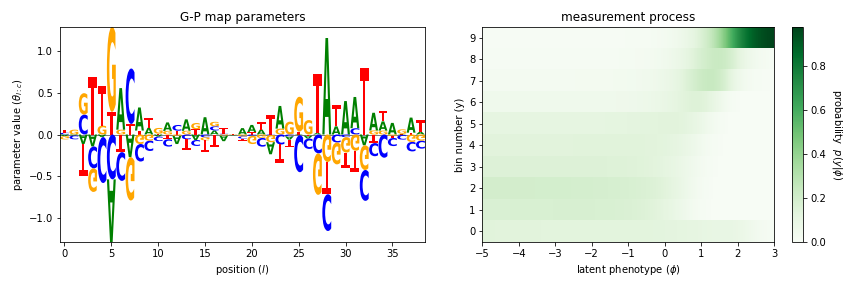 G-P map parameters
parameter value (θl:c)
1.0
0.5
0.0
−0.5
−1.0
0 5 10 15 20 25 30 35
position (l)
measurement process
bin number (y)
9
8
7
6
5
4
3
2
1
0
−5 −4 −3 −2 −1 0 1 2 3
latent phenotype (ϕ)
0.8
0.6
0.4
0.2
0.0
probability p(y|ϕ)